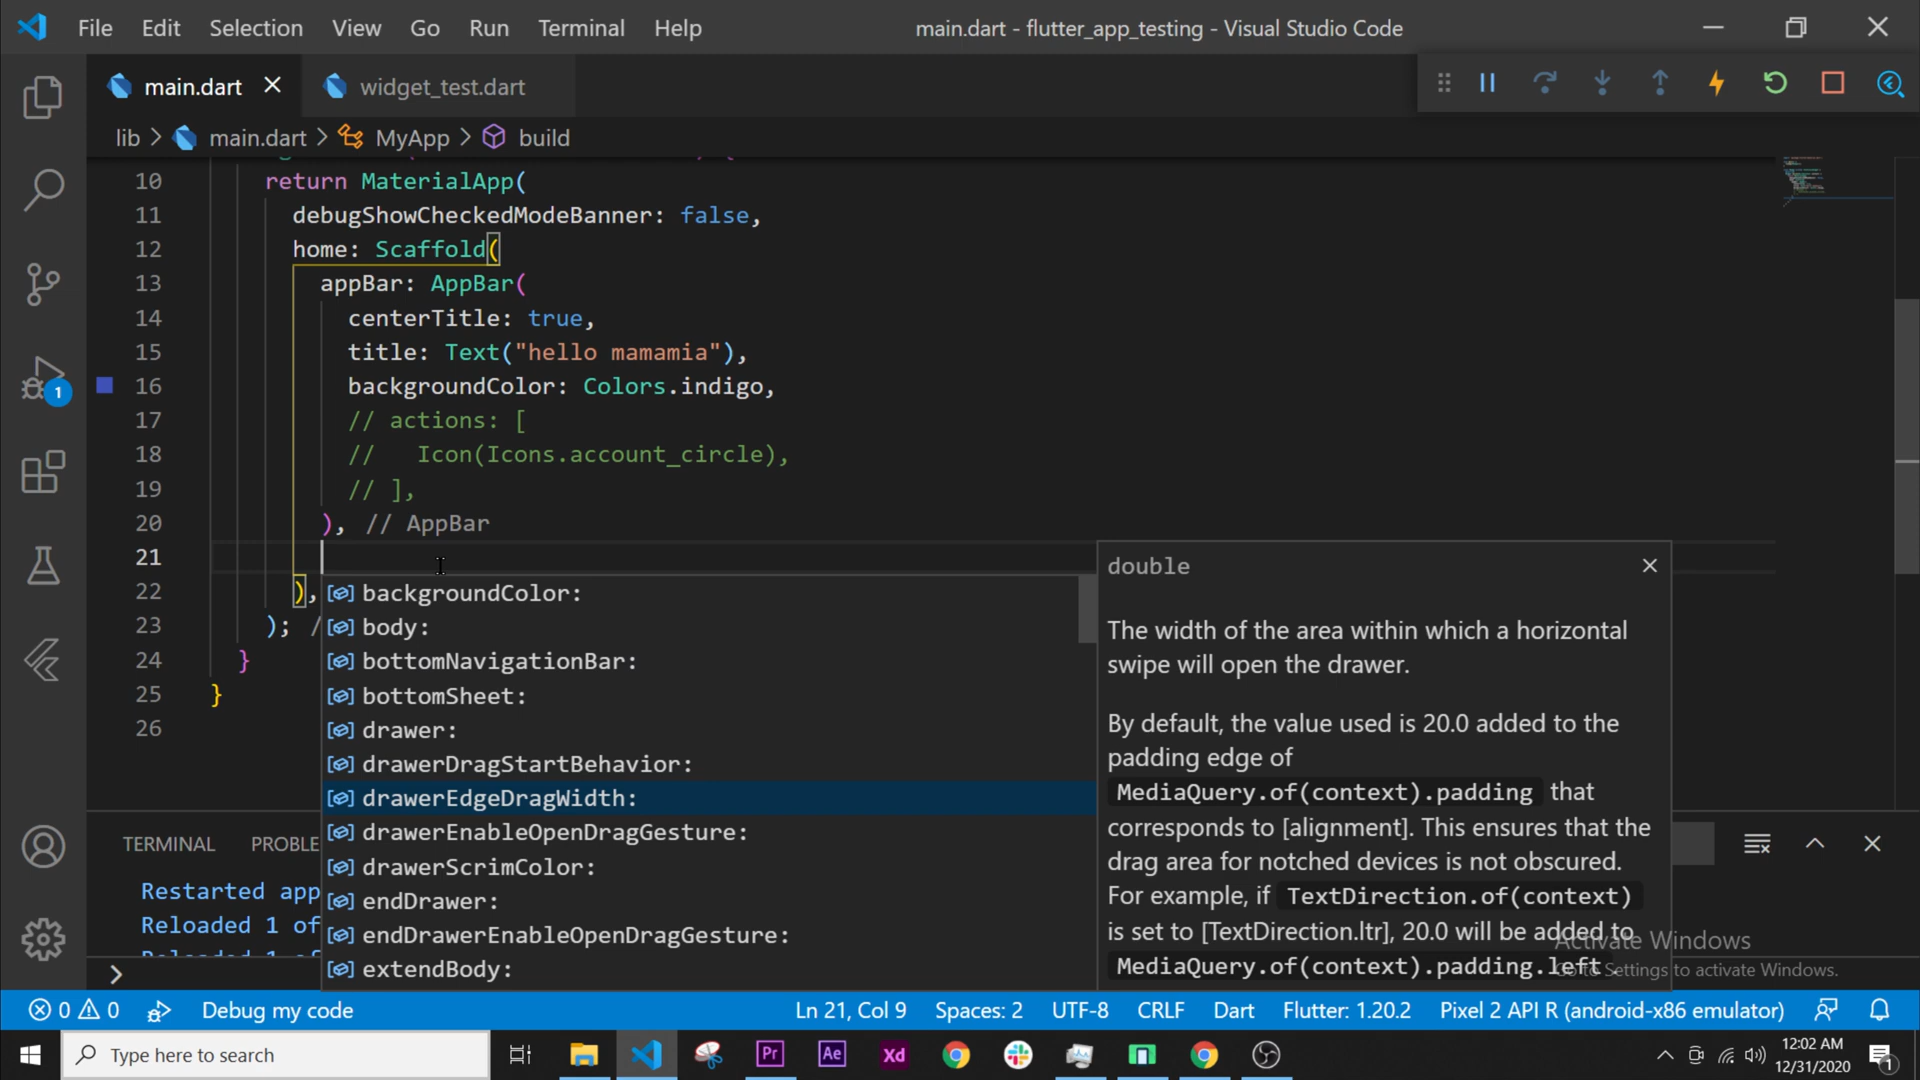 File Edit Selection View Go Run Terminal Help
main.dart - flutter_app_testing - Visual Studio Code
main.dart
widget_test.dart
lib > main.dart > MyApp > build
10 return MaterialApp(
11 debugShowCheckedModeBanner: false,
12 home: Scaffold(
13 appBar: AppBar(
14 centerTitle: true,
15 title: Text("hello mamamia"),
16 backgroundColor: Colors.indigo,
17 // actions: [
18 // Icon(Icons.account_circle),
19 // ],
20 ), // AppBar
21
22 ),
23 ); /
24 }
25 }
26
1
backgroundColor:
body:
bottomNavigationBar:
bottomSheet:
drawer:
drawerDragStartBehavior:
drawerEdgeDragWidth:
drawerEnableOpenDragGesture:
drawerScrimColor:
endDrawer:
endDrawerEnableOpenDragGesture:
extendBody:
double
The width of the area within which a horizontal
swipe will open the drawer.
By default, the value used is 20.0 added to the
padding edge of
MediaQuery.of(context).padding that
corresponds to [alignment]. This ensures that the
drag area for notched devices is not obscured.
For example, if TextDirection.of(context)
is set to [TextDirection.ltr], 20.0 will be added to
MediaQuery.of(context).padding.left
Activate Windows
Go to Settings to activate Windows.
TERMINAL PROBLE
Restarted app
Reloaded 1 of
>
0 0 Debug my code
Ln 21, Col 9 Spaces: 2 UTF-8 CRLF Dart Flutter: 1.20.2 Pixel 2 API R (android-x86 emulator)
Type here to search
Pr Ae Xd
12:02 AM
12/31/2020
1